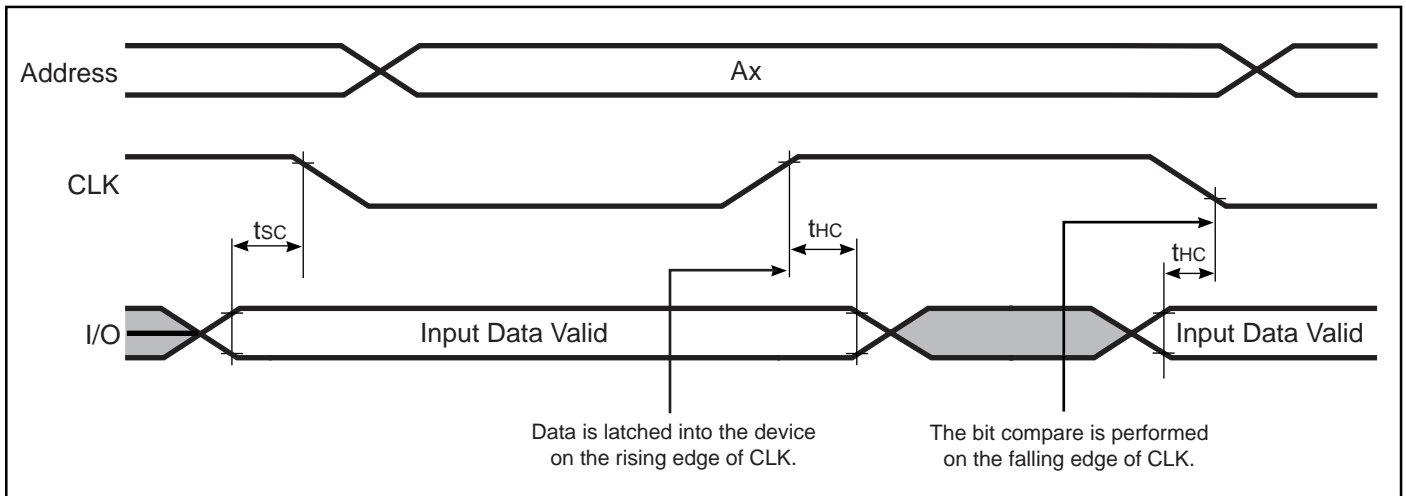 Address
Ax
CLK
tSC
tHC
tHC
I/O
Input Data Valid
Input Data Valid
Data is latched into the device
on the rising edge of CLK.
The bit compare is performed
on the falling edge of CLK.